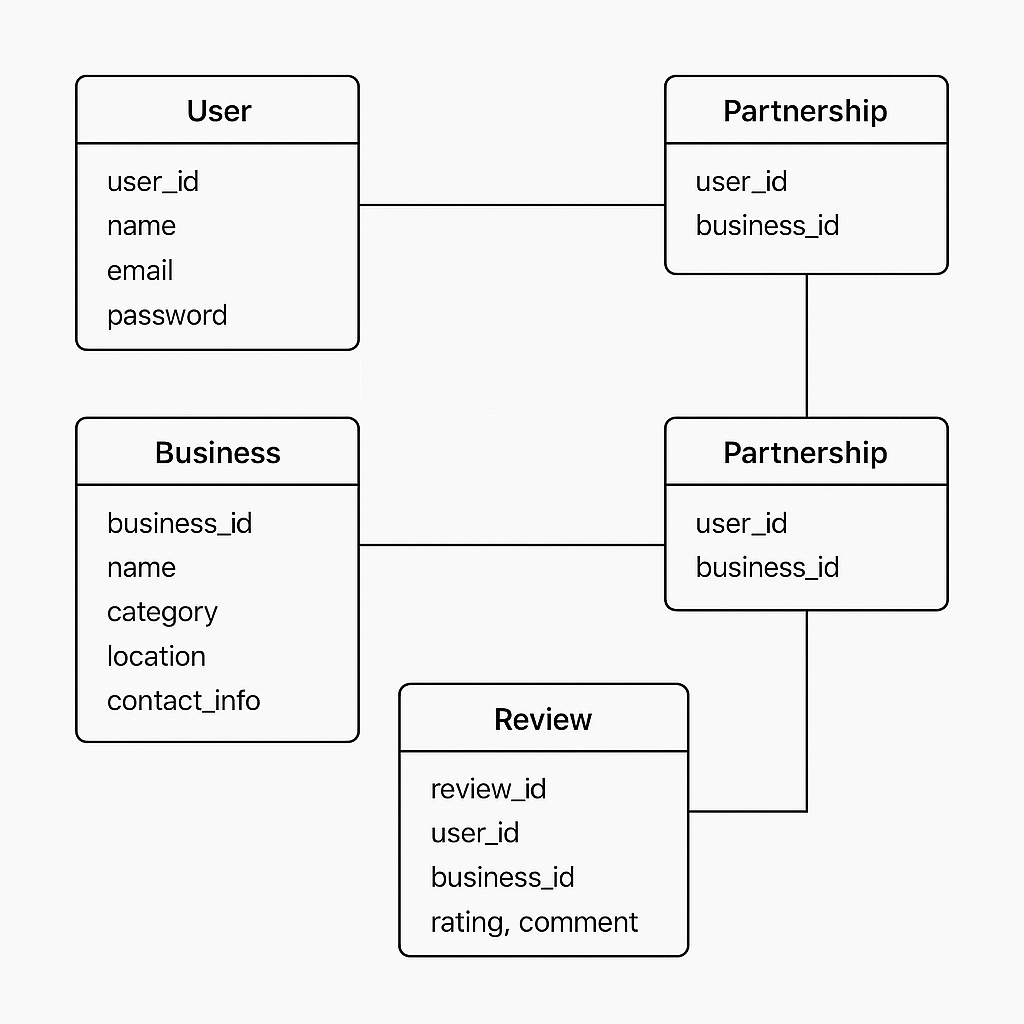 User
user_id
name
email
password
Partnership
user_id
business_id
Business
business_id
name
category
location
contact_info
Partnership
user_id
business_id
Review
review_id
user_id
business_id
rating, comment